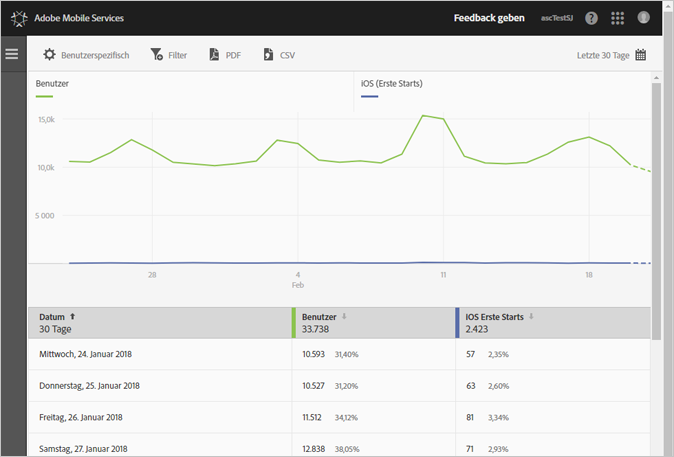 Adobe Mobile Services
Feedback geben ascTestSJ ?
Benutzerspezifisch Filter PDF CSV Letzte 30 Tage
Benutzer iOS (Erste Starts)
15,0k
10,0k
5 000
28 4 11 18
Feb
Datum Benutzer iOS Erste Starts
30 Tage 33.738 2.423
Mittwoch, 24. Januar 2018 10.593 31,40% 57 2,35%
Donnerstag, 25. Januar 2018 10.527 31,20% 63 2,60%
Freitag, 26. Januar 2018 11.512 34,12% 81 3,34%
Samstag, 27. Januar 2018 12.838 38,05% 71 2,93%